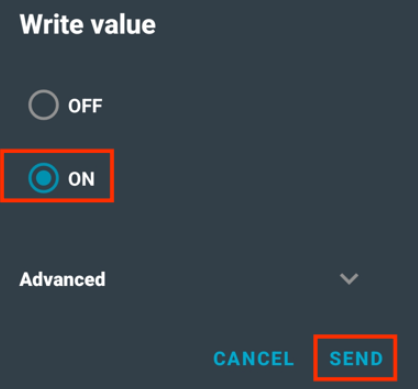 Write value
OFF
ON
Advanced
CANCEL SEND